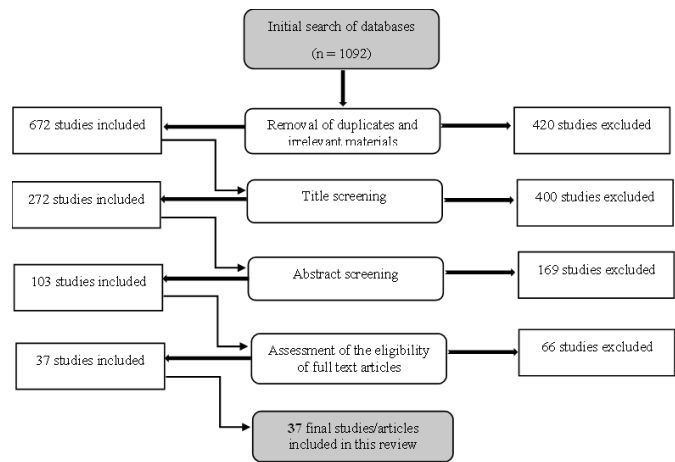 Initial search of databases
(n = 1092)
672 studies included
Removal of duplicates and
irrelevant materials
420 studies excluded
272 studies included
Title screening
400 studies excluded
103 studies included
Abstract screening
169 studies excluded
37 studies included
Assessment of the eligibility
of full text articles
66 studies excluded
37 final studies/articles
included in this review